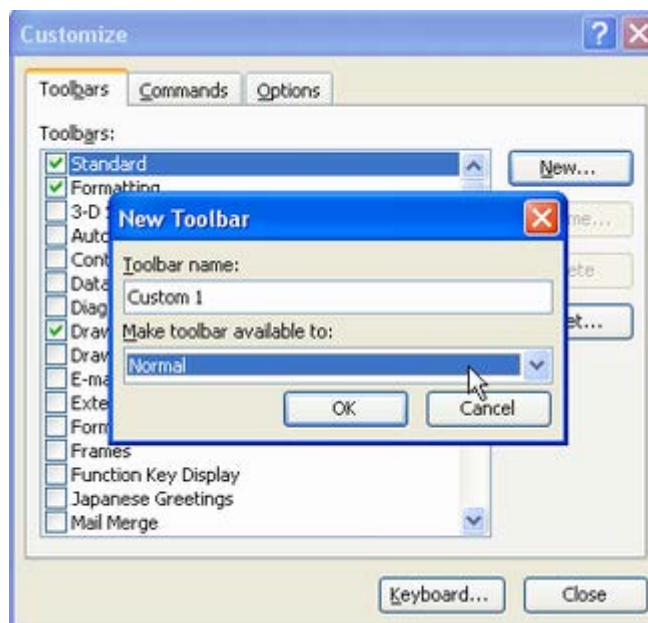 Customize
Toolbars Commands Options
Toolbars:
Standard
New...
Formatting
3-D
New Toolbar
Toolbar name:
Custom 1
Make toolbar available to:
Normal
OK Cancel
Frames
Function Key Display
Japanese Greetings
Mail Merge
Keyboard... Close